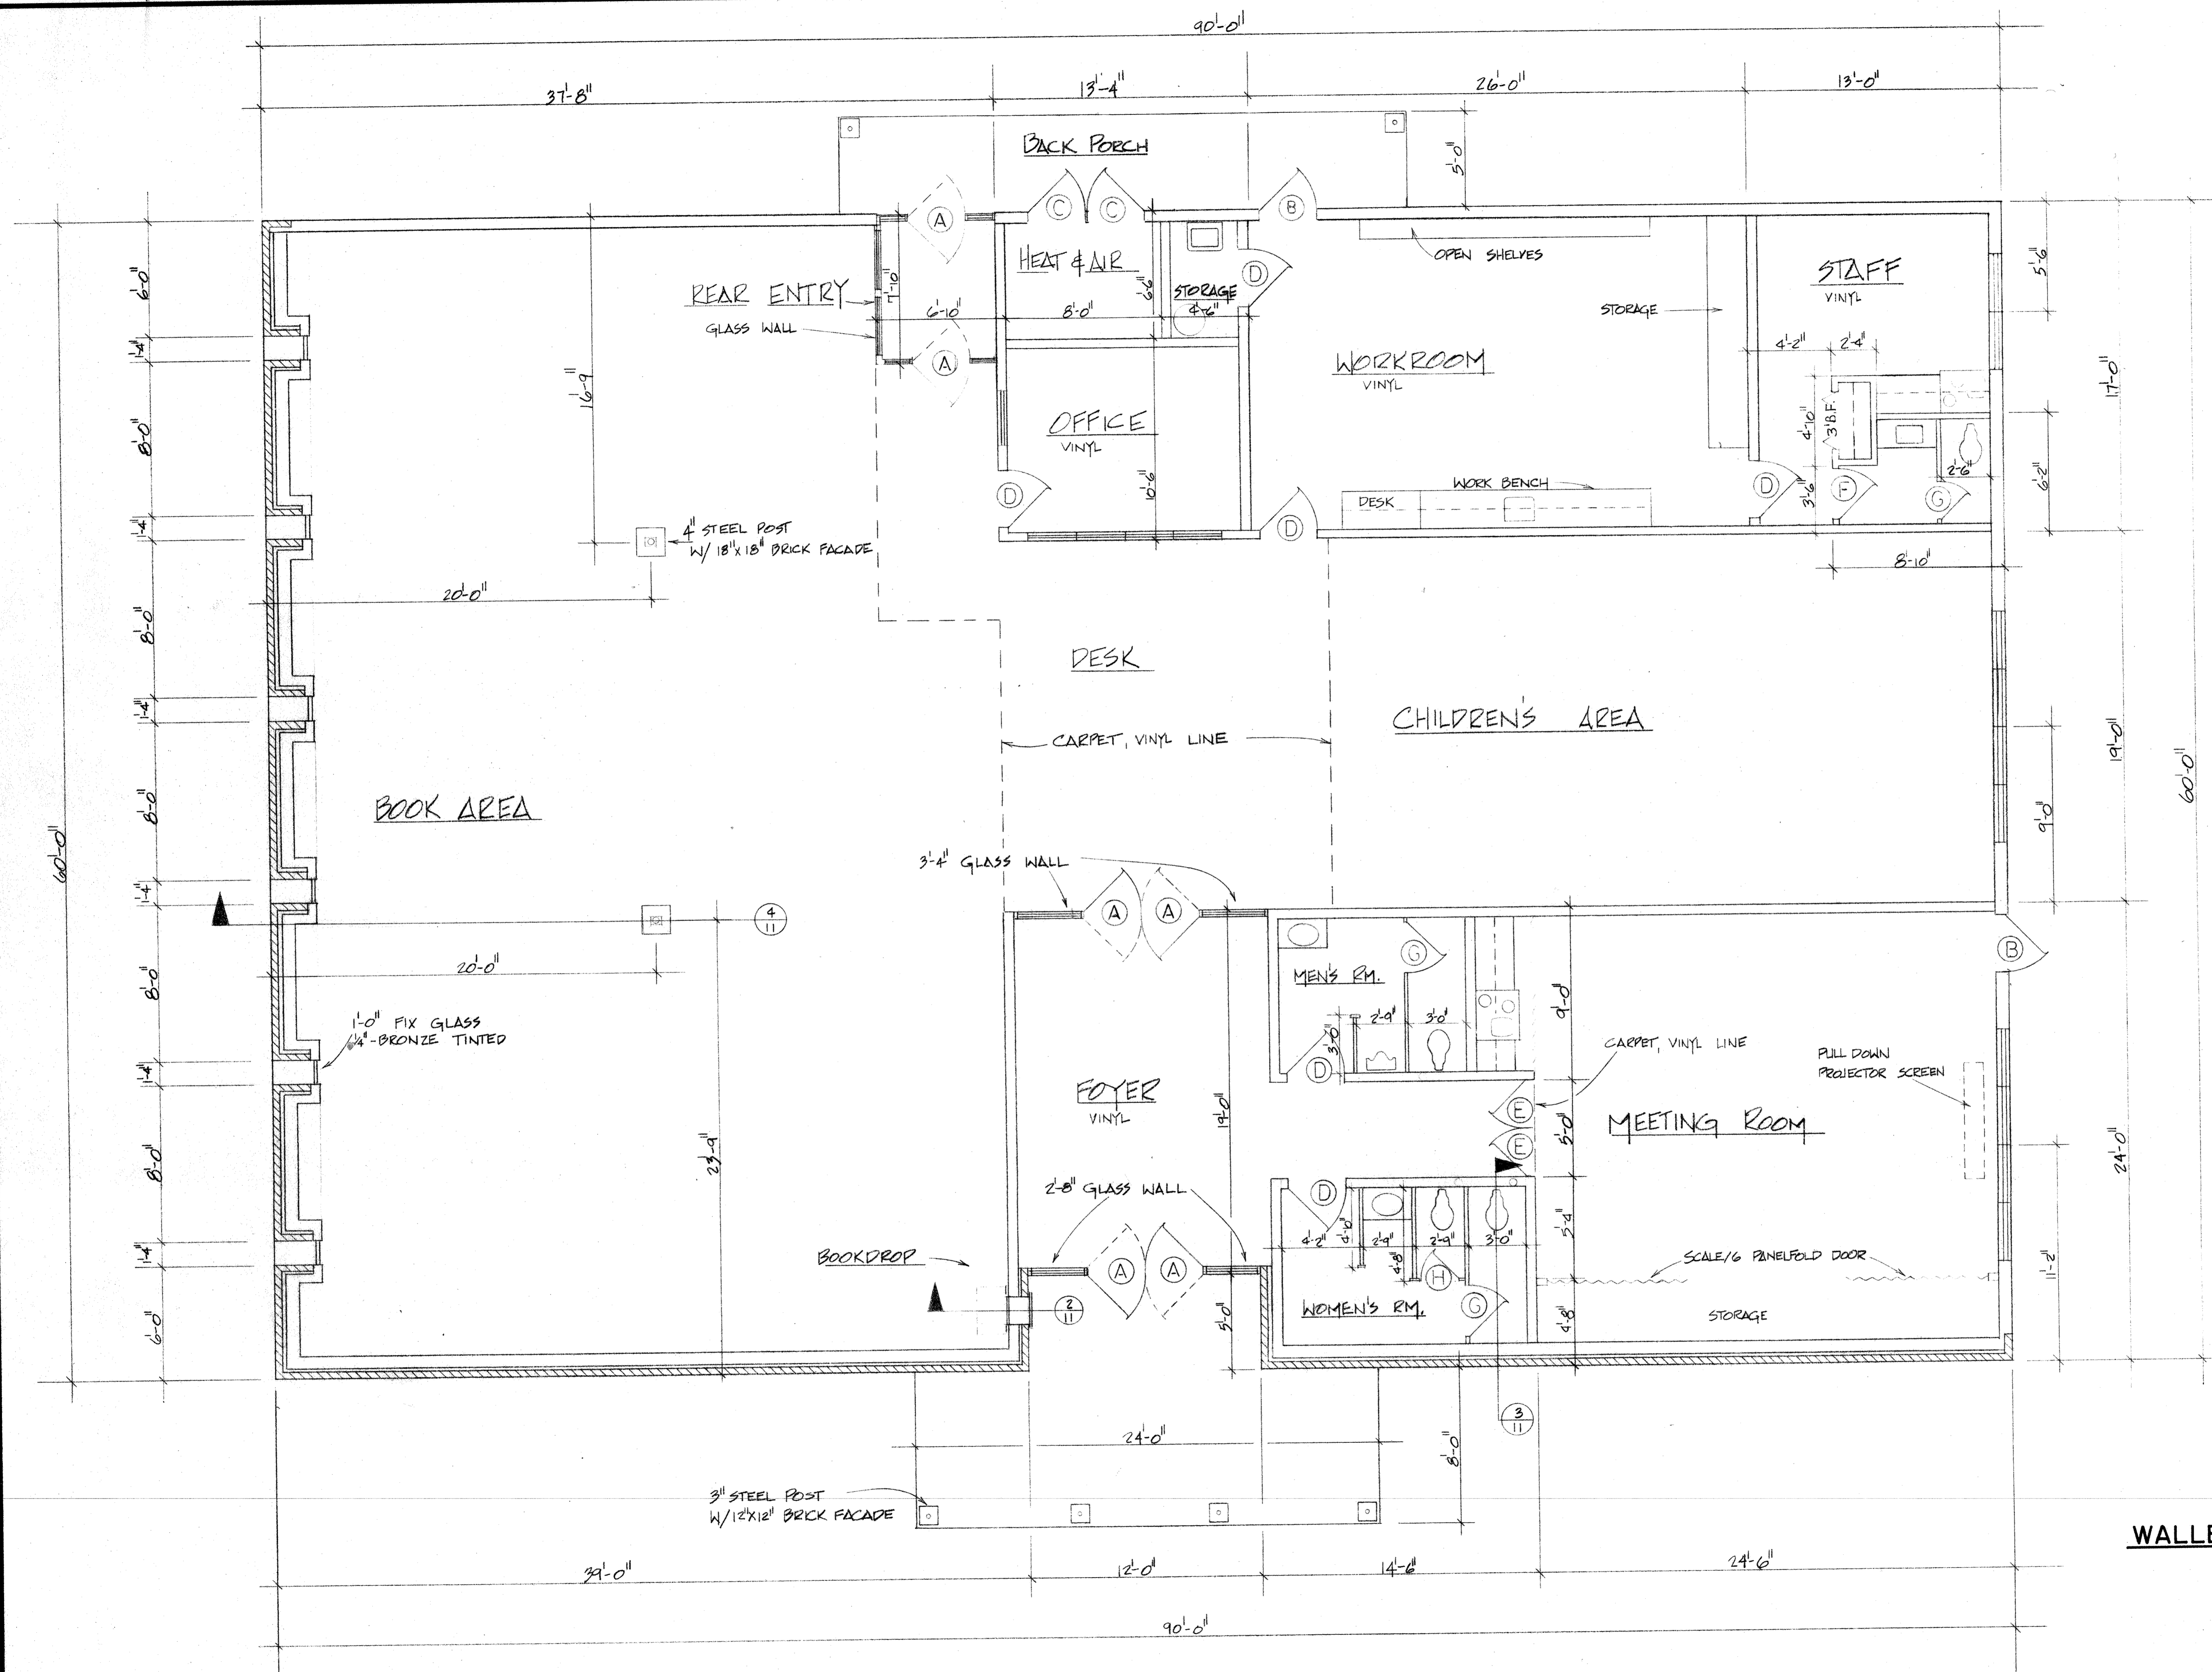 90'-0"
37'-8"
13'-4"
26'-0"
13'-0"
BACK PORCH
5'-0"
A
C
C
B
HEAT & AIR
STORAGE
D
OPEN SHELVES
STAFF
VINYL
5'-6"
6'-0"
7'-10"
6'-6"
REAR ENTRY
GLASS WALL
6'-10"
8'-0"
4'-6"
STORAGE
1'-4"
A
WORKROOM
VINYL
4'-2"
2'-4"
17'-0"
16'-9"
OFFICE
VINYL
8'-0"
4'-10"
3' B.F.
2'-6"
6'-2"
D
10'-6"
DESK
WORK BENCH
D
F
G
3'-6"
1'-4"
4" STEEL POST
W/ 18"X 18" BRICK FACADE
D
8'-10"
20'-0"
8'-0"
DESK
1'-4"
CHILDREN'S AREA
CARPET, VINYL LINE
19'-0"
60'-0"
BOOK AREA
8'-0"
9'-0"
60'-0"
3'-4" GLASS WALL
1'-4"
4
11
A
A
MEN'S RM.
G
B
20'-0"
8'-0"
9'-0"
1'-0" FIX GLASS
1/4"-BRONZE TINTED
3'-0"
2'-9"
3'-0"
D
CARPET, VINYL LINE
PULL DOWN
PROJECTOR SCREEN
1'-4"
FOYER
VINYL
19'-0"
E
E
5'-0"
MEETING ROOM
8'-0"
23'-9"
24'-0"
2'-8" GLASS WALL
D
4'-2"
4'-6"
2'-9"
4'-8"
2'-9"
3'-0"
5'-4"
BOOKDROP
A
A
H
G
SCALE/6 PANELFOLD DOOR
11'-2"
1'-4"
2
11
5'-0"
WOMEN'S RM.
4'-8"
STORAGE
6'-0"
3
11
24'-0"
8'-0"
3" STEEL POST
W/12"X12" BRICK FACADE
WALLE
39'-0"
12'-0"
14'-6"
24'-6"
90'-0"